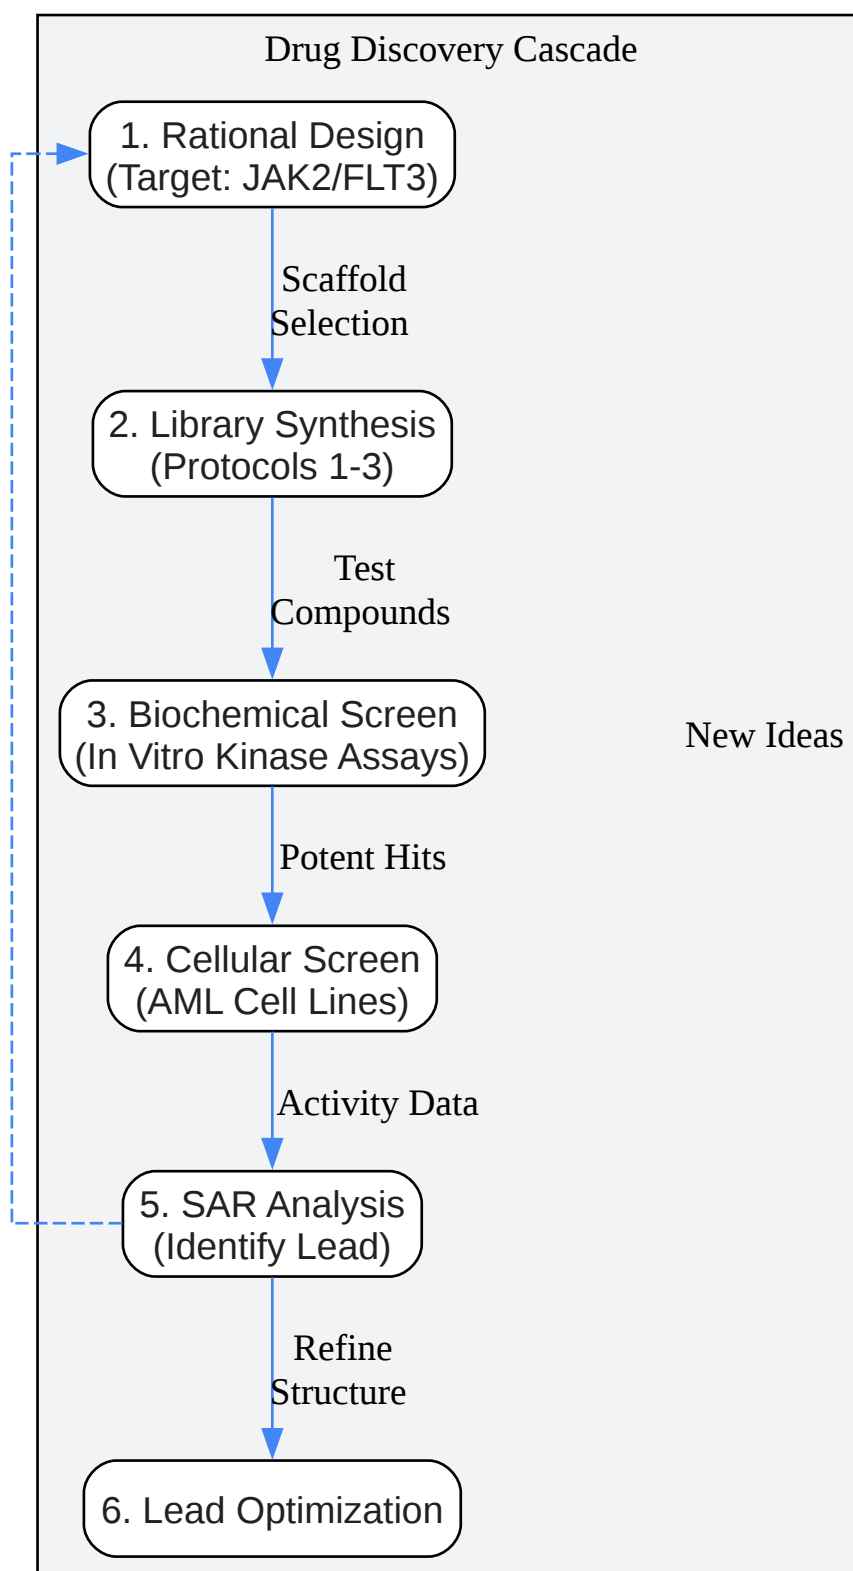 Drug Discovery Cascade
1. Rational Design
(Target: JAK2/FLT3)
Scaffold
Selection
2. Library Synthesis
(Protocols 1-3)
Test
Compounds
3. Biochemical Screen
(In Vitro Kinase Assays)
New Ideas
Potent Hits
4. Cellular Screen
(AML Cell Lines)
Activity Data
5. SAR Analysis
(Identify Lead)
Refine
Structure
6. Lead Optimization